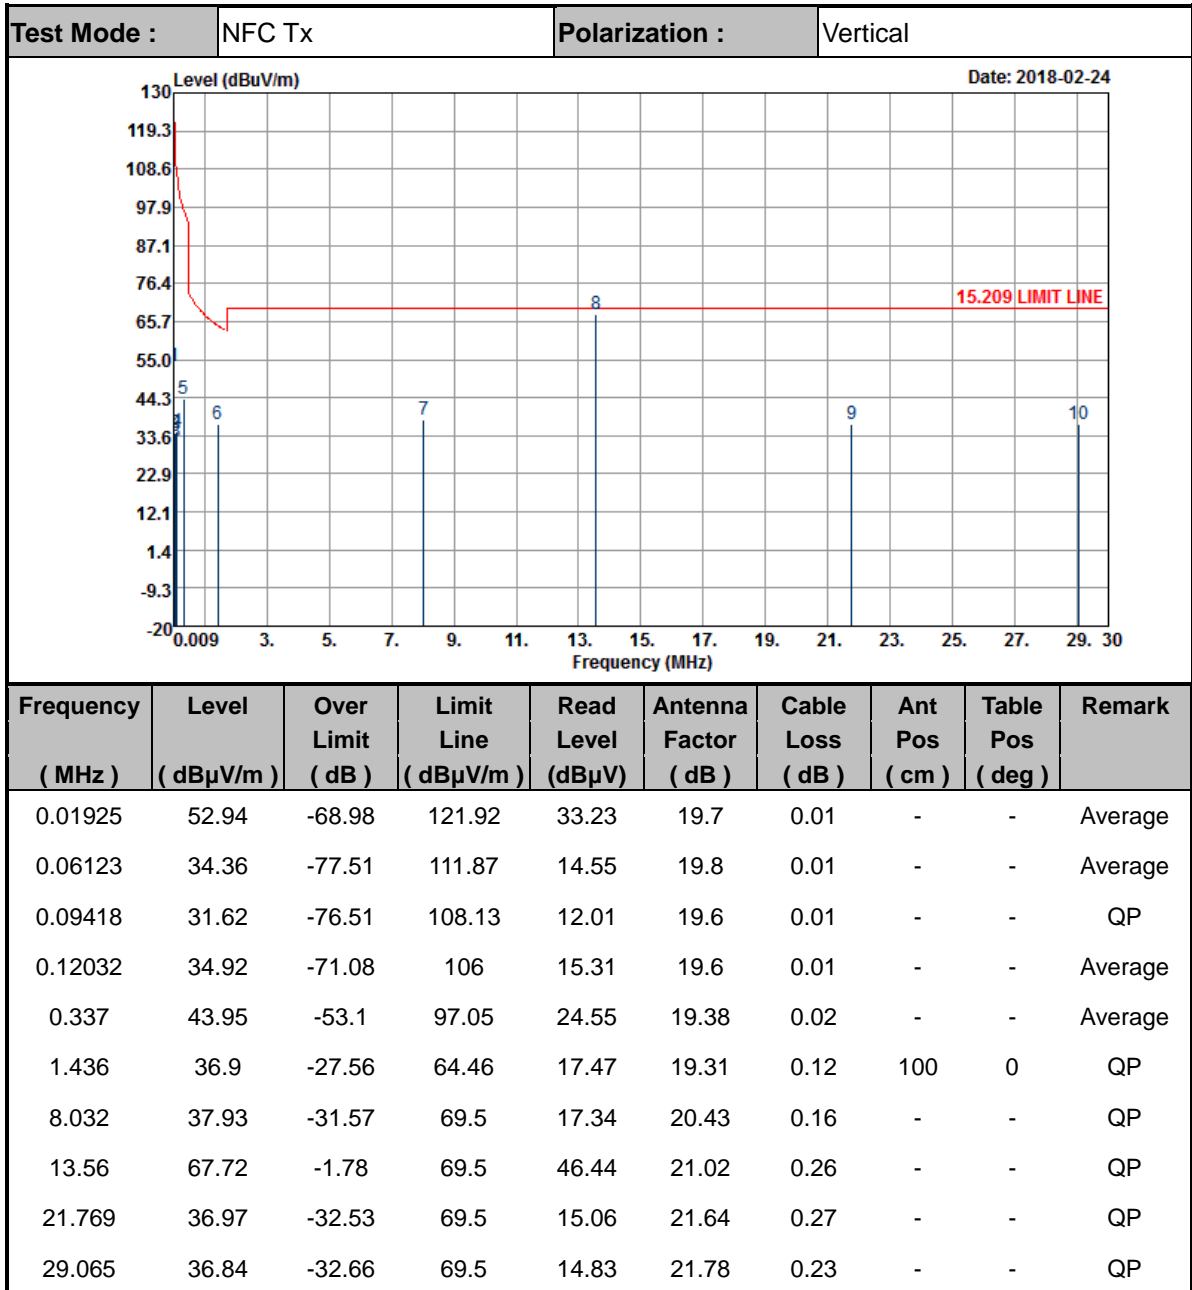 Test Mode : NFC Tx Polarization : Vertical
Level (dBuV/m) Date: 2018-02-24
130
119.3
108.6
97.9
87.1
76.4
15.209 LIMIT LINE
8
65.7
55.0
5
44.3
6 7 9 10
33.6
22.9
12.1
1.4
-9.3
-20
0.009 3. 5. 7. 9. 11. 13. 15. 17. 19. 21. 23. 25. 27. 29. 30
Frequency (MHz)
Frequency Level Over Limit Read Antenna Cable Ant Table Remark
Limit Line Level Factor Loss Pos Pos
( MHz ) ( dBµV/m ) ( dB ) ( dBµV/m ) (dBµV) ( dB ) ( dB ) ( cm ) ( deg )
0.01925 52.94 -68.98 121.92 33.23 19.7 0.01 - - Average
0.06123 34.36 -77.51 111.87 14.55 19.8 0.01 - - Average
0.09418 31.62 -76.51 108.13 12.01 19.6 0.01 - - QP
0.12032 34.92 -71.08 106 15.31 19.6 0.01 - - Average
0.337 43.95 -53.1 97.05 24.55 19.38 0.02 - - Average
1.436 36.9 -27.56 64.46 17.47 19.31 0.12 100 0 QP
8.032 37.93 -31.57 69.5 17.34 20.43 0.16 - - QP
13.56 67.72 -1.78 69.5 46.44 21.02 0.26 - - QP
21.769 36.97 -32.53 69.5 15.06 21.64 0.27 - - QP
29.065 36.84 -32.66 69.5 14.83 21.78 0.23 - - QP